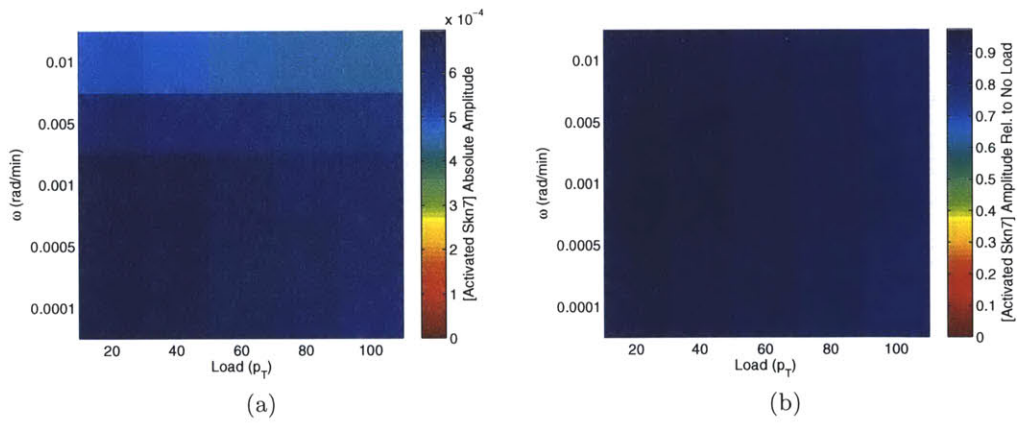 x 10⁻⁴
0.01
0.005
0.001
0.0005
0.0001
ω (rad/min)
20 40 60 80 100
Load (p_T)
6
5
4
3
2
1
0
[Activated Skn7] Absolute Amplitude
(a)
0.01
0.005
0.001
0.0005
0.0001
ω (rad/min)
20 40 60 80 100
Load (p_T)
0.9
0.8
0.7
0.6
0.5
0.4
0.3
0.2
0.1
0
[Activated Skn7] Amplitude Rel. to No Load
(b)